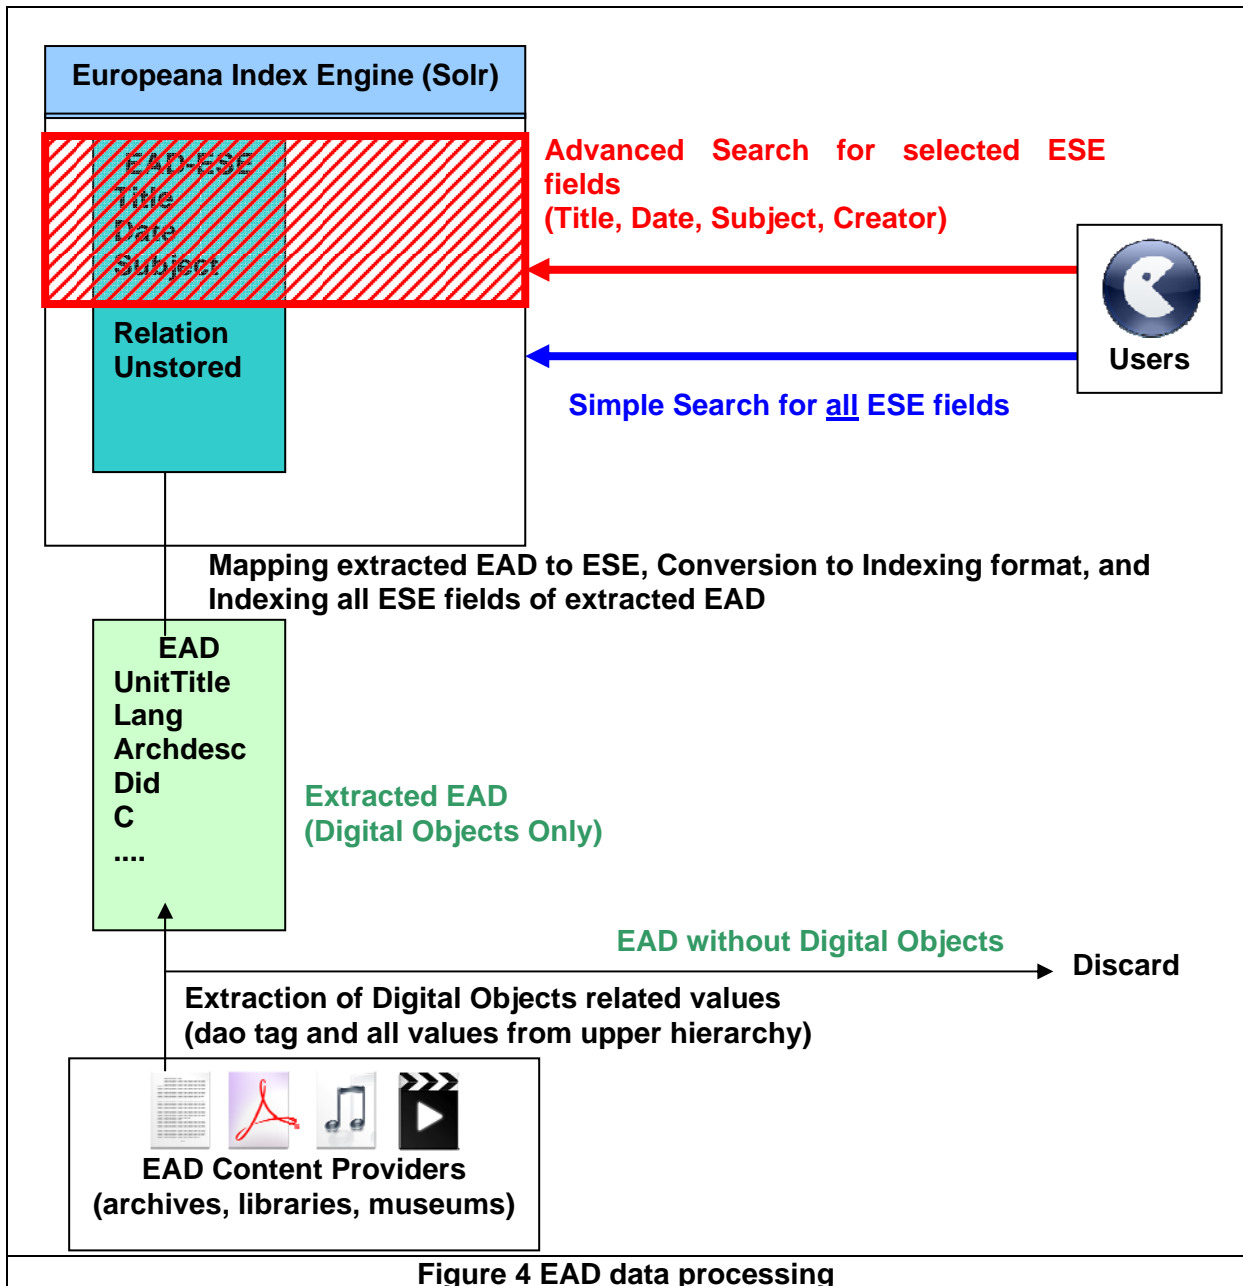 Europeana Index Engine (Solr)
EAD-ESE
Title
Date
Subject
Relation
Unstored
Advanced Search for selected ESE
fields
(Title, Date, Subject, Creator)
Users
Simple Search for all ESE fields
Mapping extracted EAD to ESE, Conversion to Indexing format, and
Indexing all ESE fields of extracted EAD
EAD
UnitTitle
Lang
Archdesc
Did
C
....
Extracted EAD
(Digital Objects Only)
EAD without Digital Objects
Discard
Extraction of Digital Objects related values
(dao tag and all values from upper hierarchy)
EAD Content Providers
(archives, libraries, museums)
Figure 4 EAD data processing